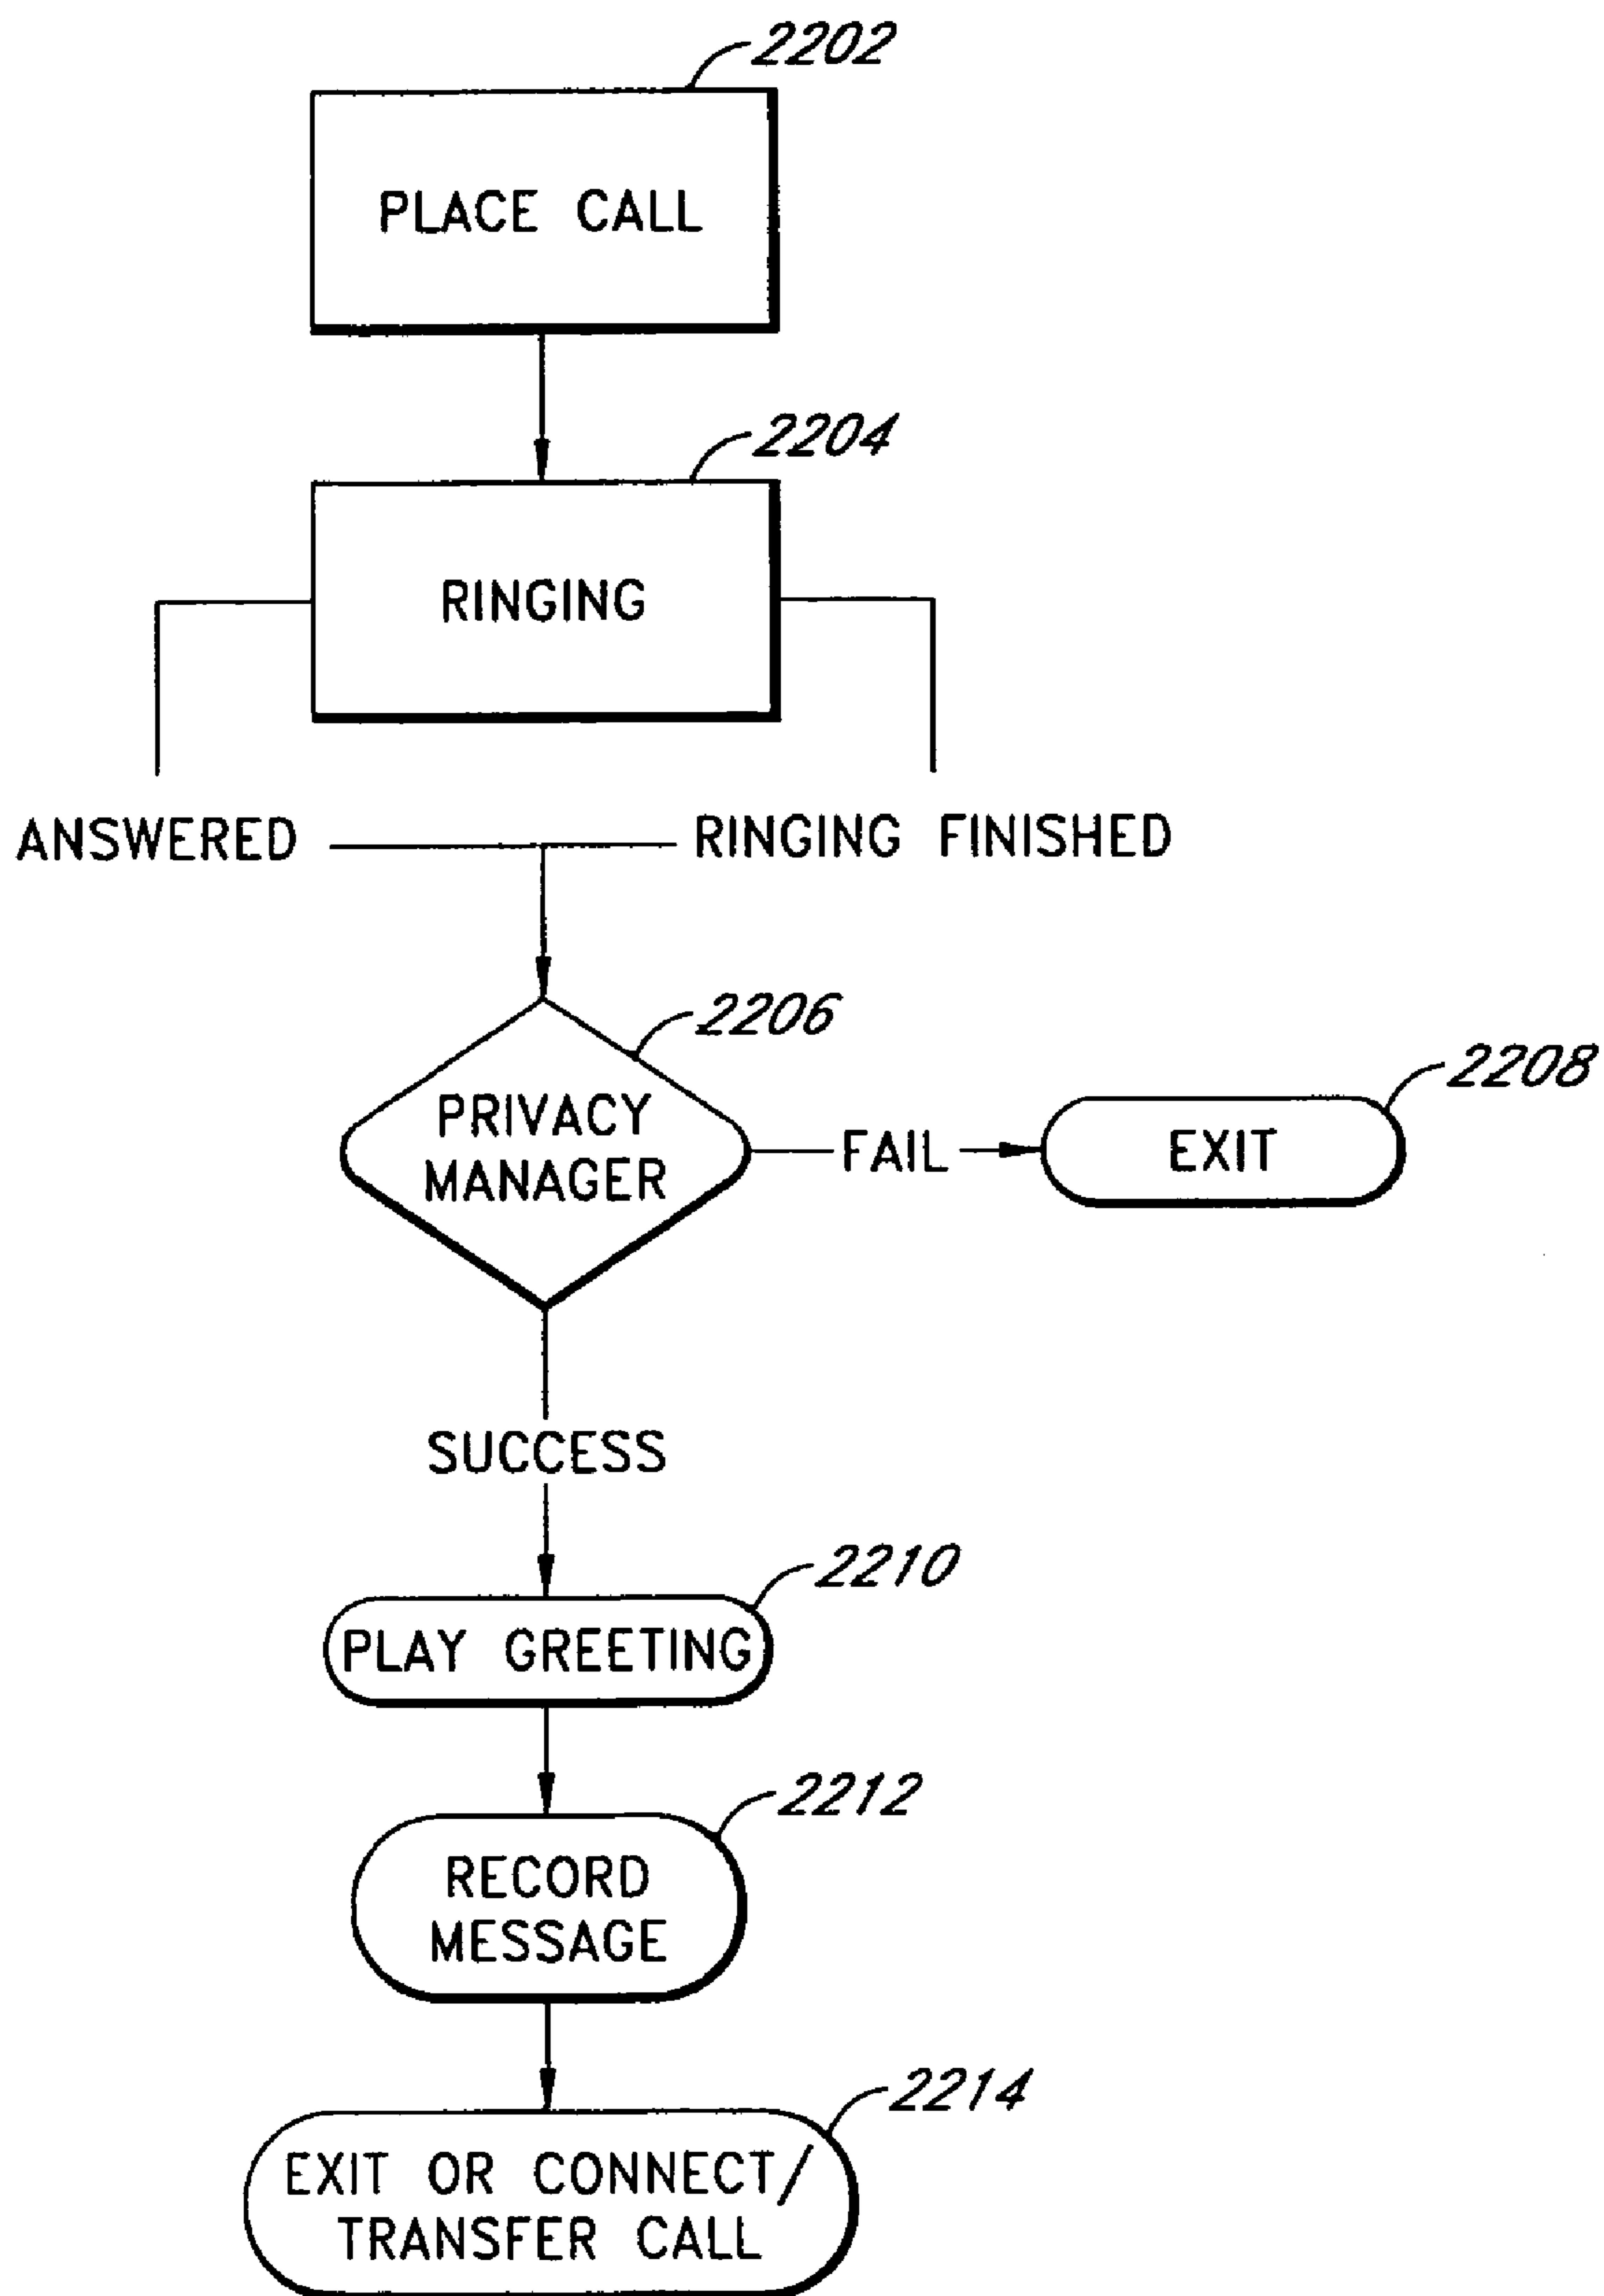 2202
PLACE CALL
2204
RINGING
ANSWERED
RINGING FINISHED
2206
PRIVACY
MANAGER
FAIL
2208
EXIT
SUCCESS
2210
PLAY GREETING
2212
RECORD
MESSAGE
2214
EXIT OR CONNECT/
TRANSFER CALL